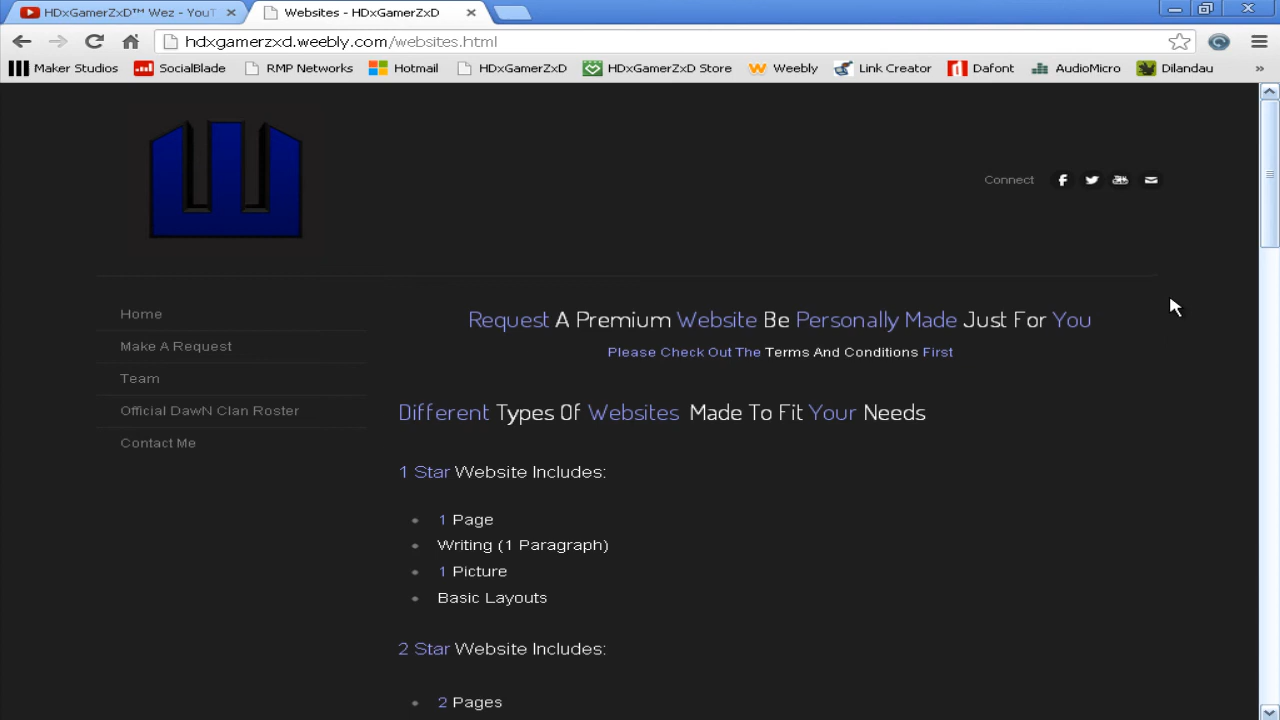 HDxGamerZxD™ Wez - YouT
Websites - HDxGamerZxD
hdxgamerzxd.weebly.com/websites.html
Maker Studios
SocialBlade
RMP Networks
Hotmail
HDxGamerZxD
HDxGamerZxD Store
Weebly
Link Creator
Dafont
AudioMicro
Dilandau
»
W
Connect
Home
Make A Request
Team
Official DawN Clan Roster
Contact Me
Request A Premium Website Be Personally Made Just For You
Please Check Out The Terms And Conditions First
Different Types Of Websites Made To Fit Your Needs
1 Star Website Includes:
1 Page
Writing (1 Paragraph)
1 Picture
Basic Layouts
2 Star Website Includes:
2 Pages